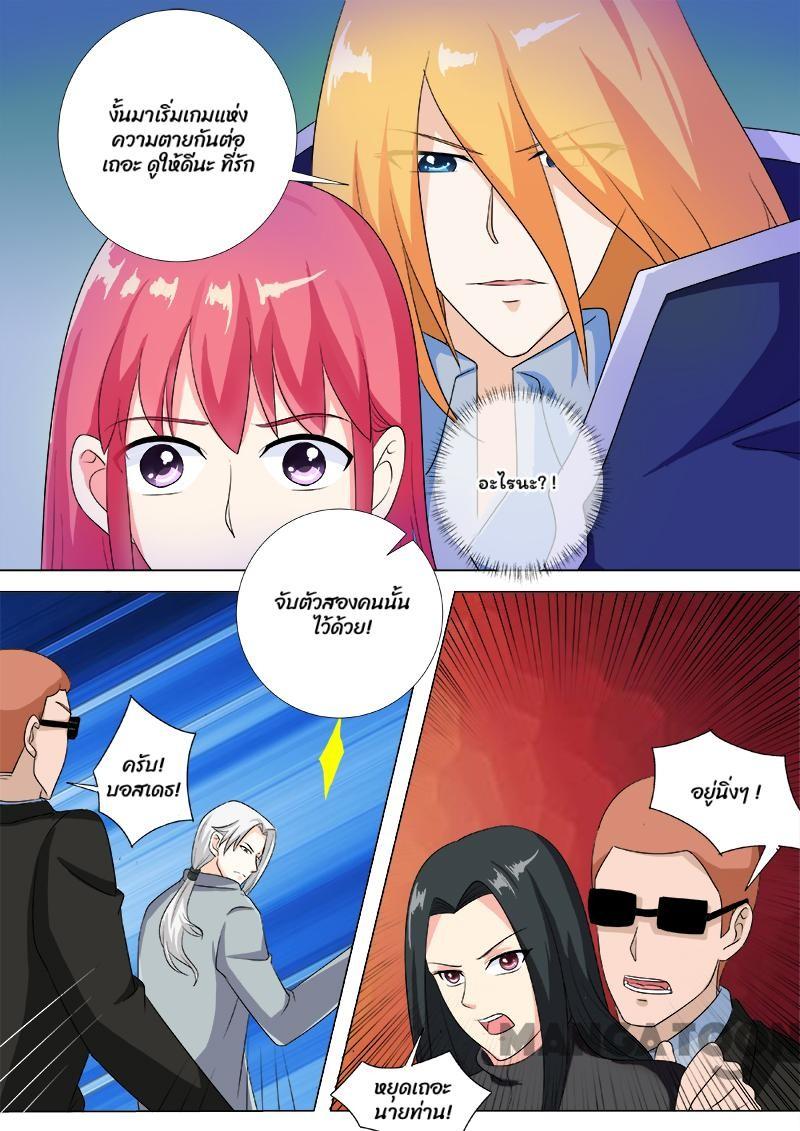 งั้นมาเริ่มเกมแห่ง
ความตายกันต่อ
เถอะ ดูให้ดีนะ ที่รัก
อะไรนะ?!
จับตัวสองคนนั้น
ไว้ด้วย!
ครับ!
บอสเดธ!
อยู่นิ่งๆ!
หยุดเถอะ
นายท่าน!
MANGATOON